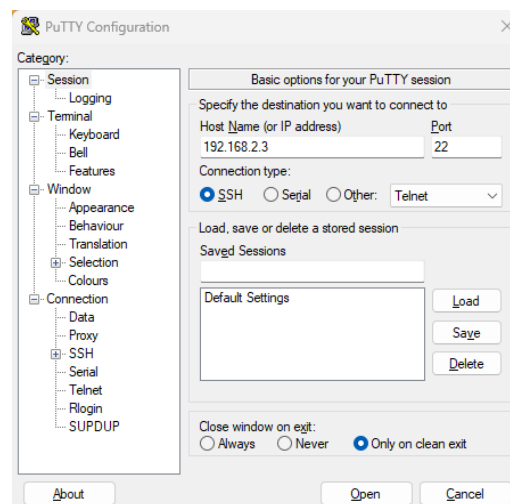 PuTTY Configuration
Category:
Session
Logging
Terminal
Keyboard
Bell
Features
Window
Appearance
Behaviour
Translation
Selection
Colours
Connection
Data
Proxy
SSH
Serial
Telnet
Rlogin
SUPDUP
Basic options for your PuTTY session
Specify the destination you want to connect to
Host Name (or IP address) Port
192.168.2.3 22
Connection type:
SSH Serial Other: Telnet
Load, save or delete a stored session
Saved Sessions
Default Settings
Load
Save
Delete
Close window on exit:
Always Never Only on clean exit
About Open Cancel